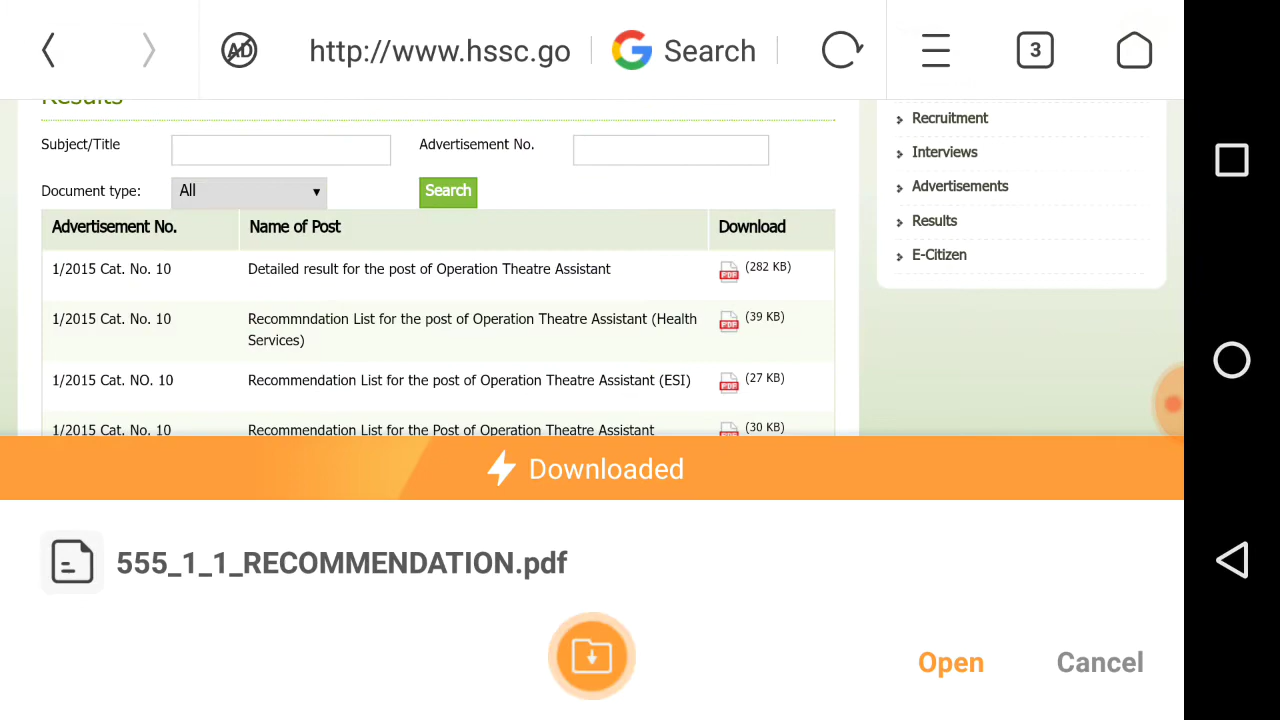 AD http://www.hssc.go Search 3
Results
Subject/Title Advertisement No.
Document type: All Search
Advertisement No. Name of Post Download
1/2015 Cat. No. 10 Detailed result for the post of Operation Theatre Assistant PDF (282 KB)
1/2015 Cat. No. 10 Recommndation List for the post of Operation Theatre Assistant (Health PDF (39 KB)
Services)
1/2015 Cat. NO. 10 Recommendation List for the post of Operation Theatre Assistant (ESI) PDF (27 KB)
1/2015 Cat. No. 10 Recommendation List for the Post of Operation Theatre Assistant PDF (30 KB)
Recruitment
Interviews
Advertisements
Results
E-Citizen
Downloaded
555_1_1_RECOMMENDATION.pdf
Open Cancel